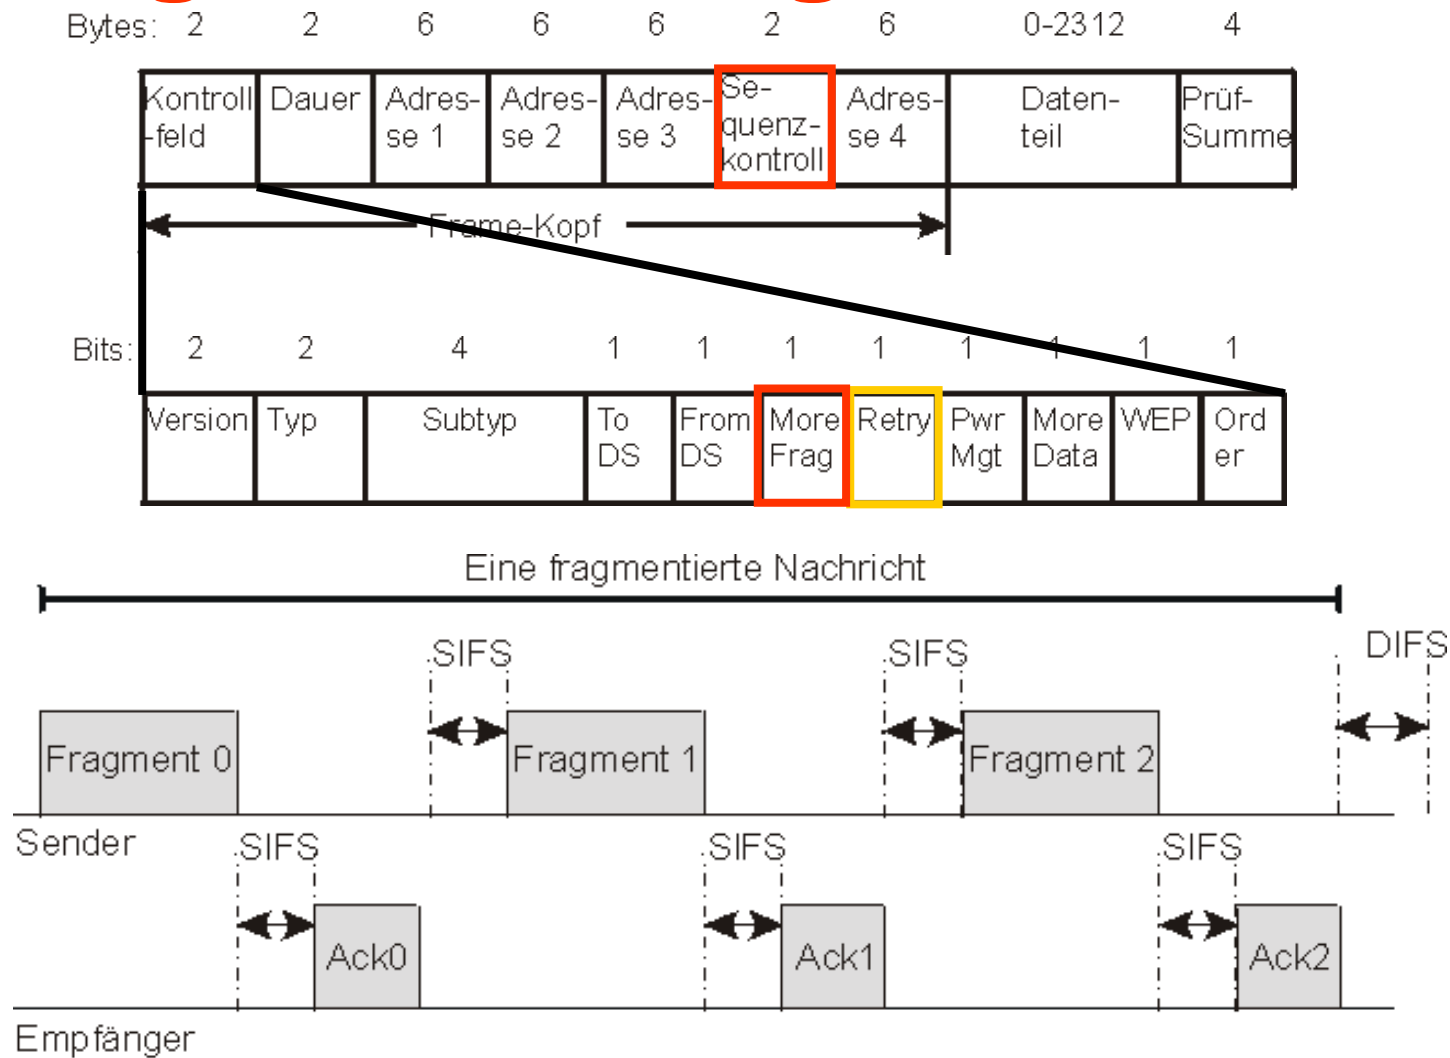 Bytes: 2 2 6 6 6 2 6 0-2312 4
Kontroll
-feld
Dauer
Adres-
se 1
Adres-
se 2
Adres-
se 3
Se-
quenz-
kontroll
Adres-
se 4
Daten-
teil
Prüf-
Summe
Frame-Kopf
Bits: 2 2 4 1 1 1 1 1 1 1 1
Version
Typ
Subtyp
To
DS
From
DS
More
Frag
Retry
Pwr
Mgt
More
Data
WEP
Ord
er
Eine fragmentierte Nachricht
SIFS
SIFS
DIFS
Fragment 0
Fragment 1
Fragment 2
Sender
SIFS
SIFS
SIFS
Ack0
Ack1
Ack2
Empfänger